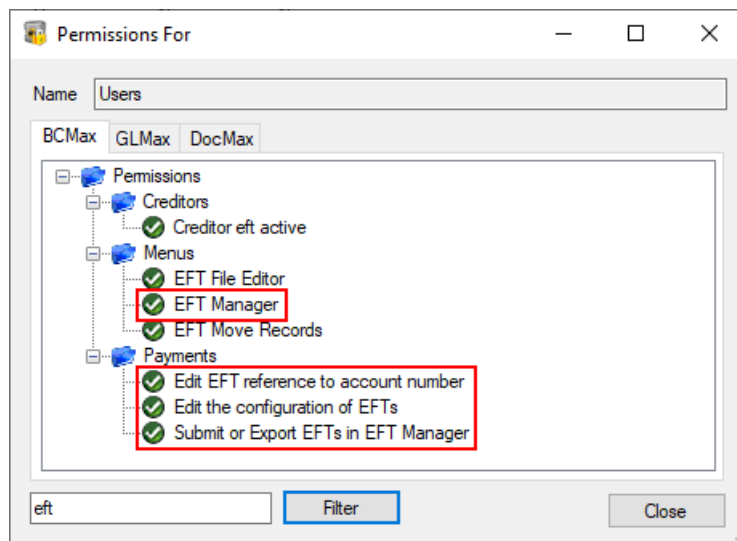 Permissions For
Name Users
BCMax GLMax DocMax
Permissions
Creditors
Creditor eft active
Menus
EFT File Editor
EFT Manager
EFT Move Records
Payments
Edit EFT reference to account number
Edit the configuration of EFTs
Submit or Export EFTs in EFT Manager
eft Filter Close